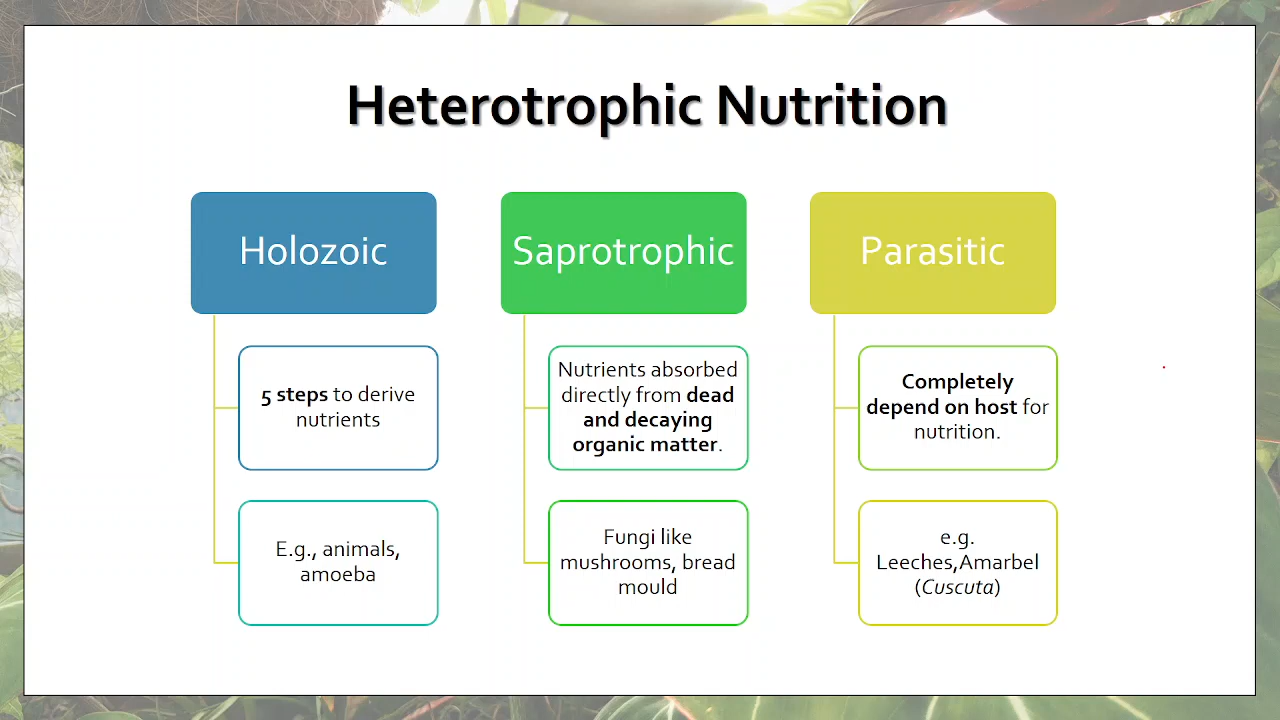 Heterotrophic Nutrition
Holozoic
5 steps to derive
nutrients
E.g., animals,
amoeba
Saprotrophic
Nutrients absorbed
directly from dead
and decaying
organic matter.
Fungi like
mushrooms, bread
mould
Parasitic
Completely
depend on host for
nutrition.
e.g.
Leeches,Amarbel
(Cuscuta)